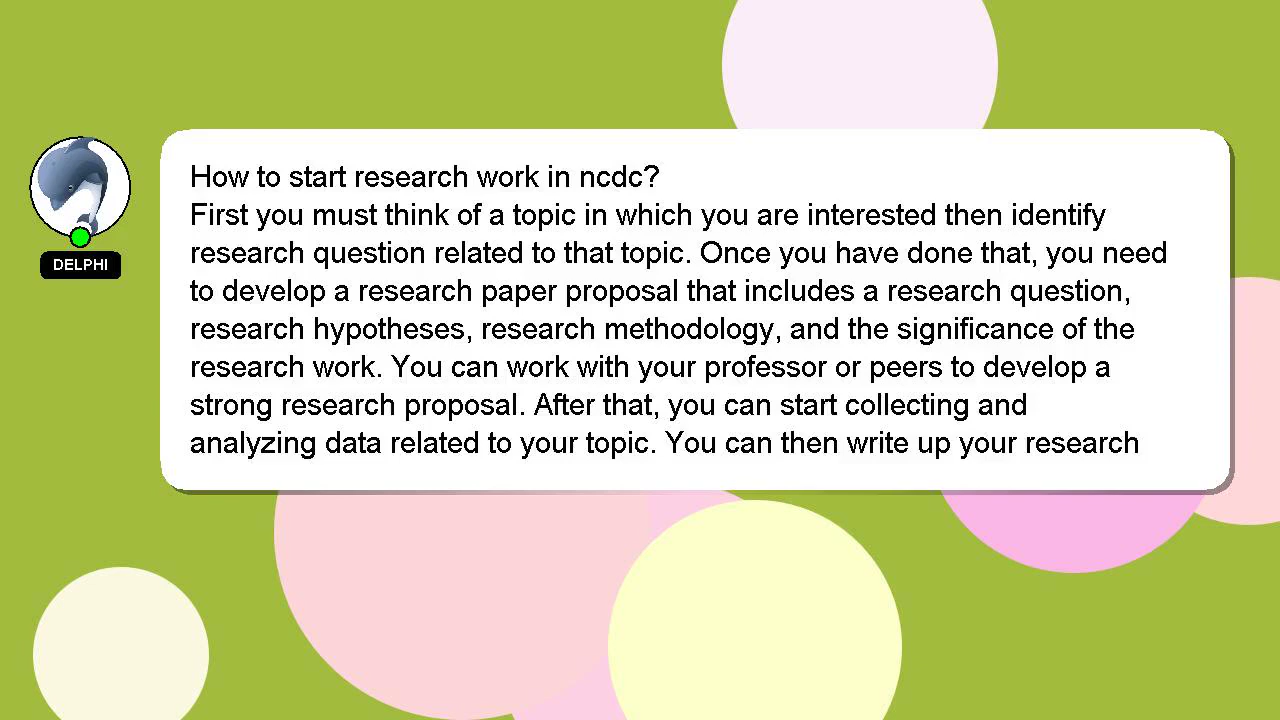 How to start research work in ncdc?
First you must think of a topic in which you are interested then identify
research question related to that topic. Once you have done that, you need
to develop a research paper proposal that includes a research question,
research hypotheses, research methodology, and the significance of the
research work. You can work with your professor or peers to develop a
strong research proposal. After that, you can start collecting and
analyzing data related to your topic. You can then write up your research
DELPHI